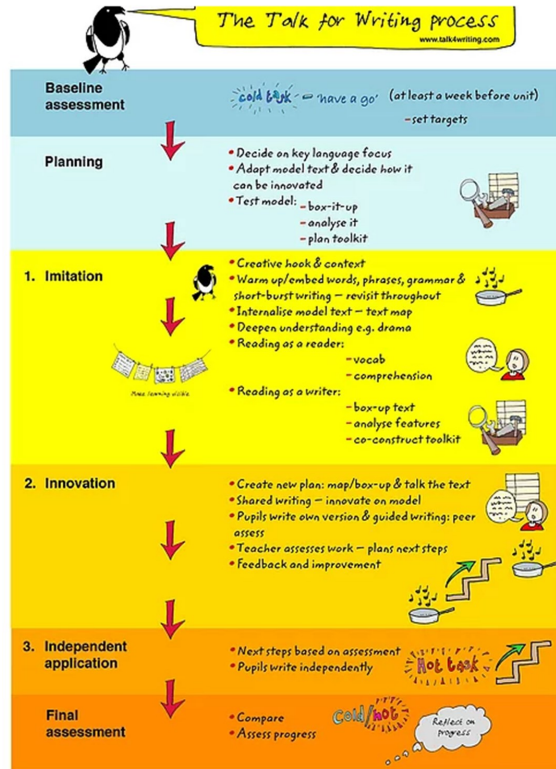 The Talk for Writing process
www.talk4writing.com
Baseline assessment
cold task – 'have a go' (at least a week before unit)
– set targets
Planning
• Decide on key language focus
• Adapt model text & decide how it
can be innovated
• Test model:
– box-it-up
– analyse it
– plan toolkit
1. Imitation
• Creative hook & context
• Warm up/embed words, phrases, grammar &
short-burst writing – revisit throughout
• Internalise model text – text map
• Deepen understanding e.g. drama
• Reading as a reader:
– vocab
– comprehension
Make learning visible
• Reading as a writer:
– box-up text
– analyse features
– co-construct toolkit
2. Innovation
• Create new plan: map/box-up & talk the text
• Shared writing – innovate on model
• Pupils write own version & guided writing: peer
assess
• Teacher assesses work – plans next steps
• Feedback and improvement
3. Independent
application
• Next steps based on assessment
• Pupils write independently
Hot task
Final
assessment
• Compare
• Assess progress
Cold/hot
Reflect on
progress